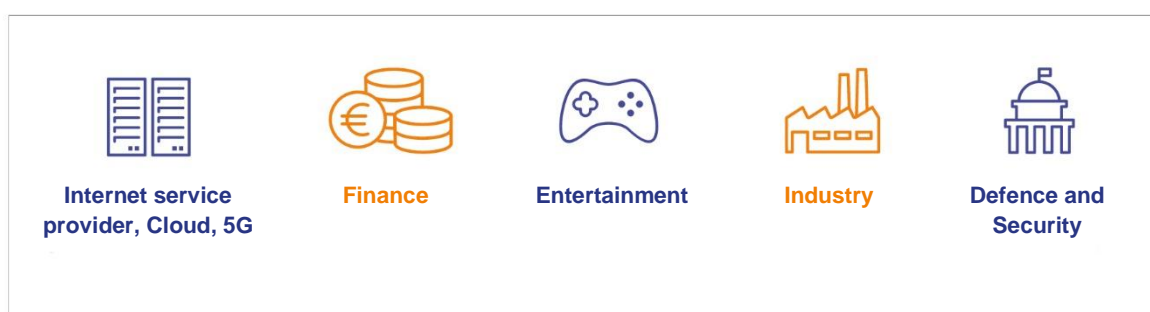 Internet service
provider, Cloud, 5G
Finance
Entertainment
Industry
Defence and
Security